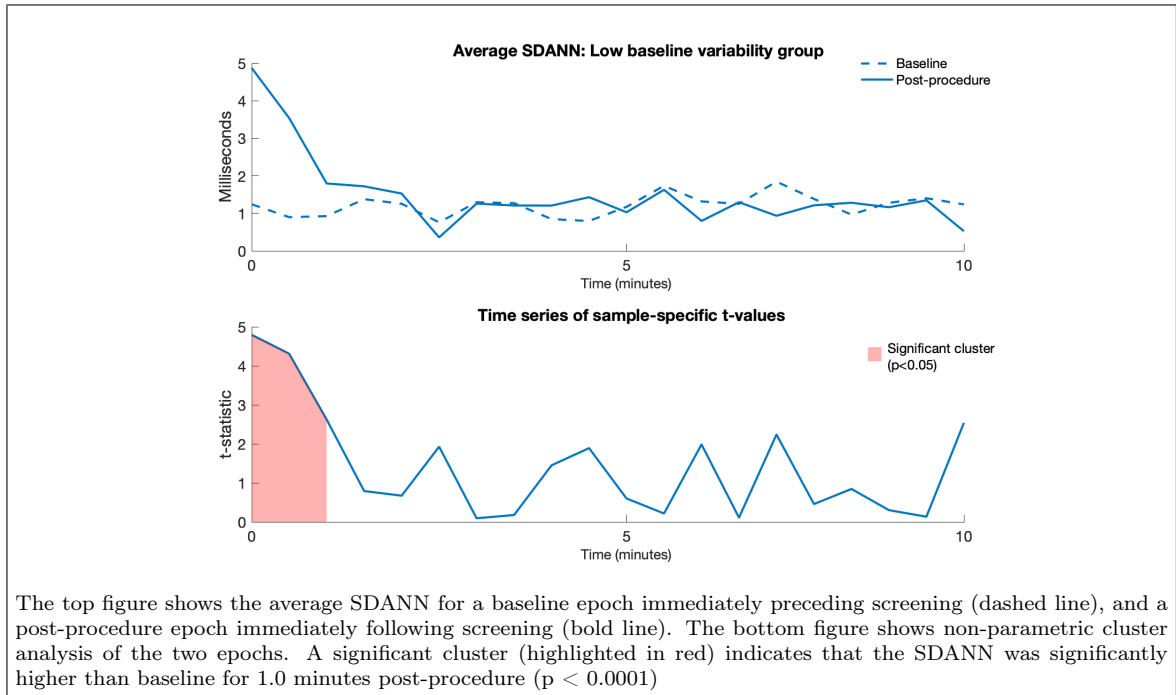 Average SDANN: Low baseline variability group
Baseline
Post-procedure
Milliseconds
5
4
3
2
1
0
0
5
10
Time (minutes)
Time series of sample-specific t-values
Significant cluster
(p<0.05)
t-statistic
5
4
3
2
1
0
0
5
10
Time (minutes)
The top figure shows the average SDANN for a baseline epoch immediately preceding screening (dashed line), and a
post-procedure epoch immediately following screening (bold line). The bottom figure shows non-parametric cluster
analysis of the two epochs. A significant cluster (highlighted in red) indicates that the SDANN was significantly
higher than baseline for 1.0 minutes post-procedure (p < 0.0001)